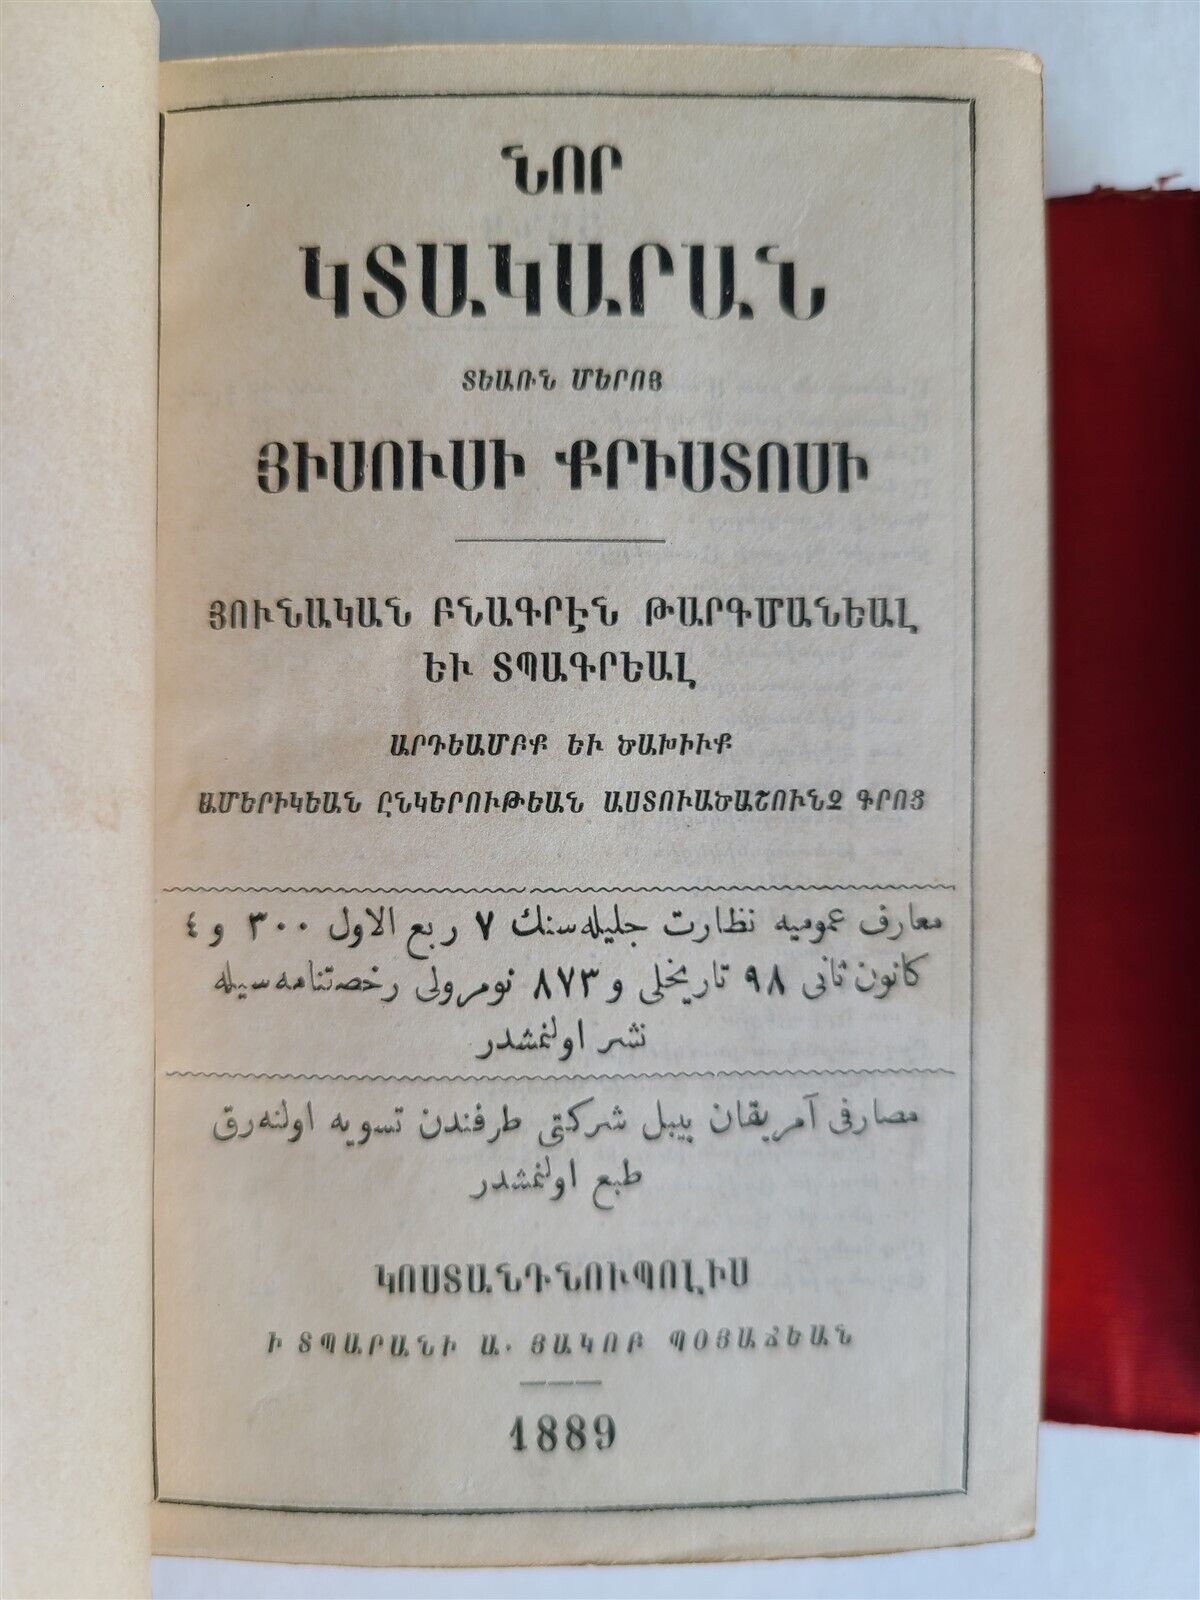 ՆՈՐ
ԿՏԱԿԱՐԱՆ
ՏԵԱՌՆ ՄԵՐՈՅ
ՅԻՍՈՒՍԻ ՔՐԻՍՏՈՍԻ
ՅՈՒՆԱԿԱՆ ԲՆԱԳՐԷՆ ԹԱՐԳՄԱՆԵԱԼ
ԵՒ ՏՊԱԳՐԵԱԼ
ԱՐԴԵԱՄԲՔ ԵՒ ԾԱԽԻՒՔ
ԱՄԵՐԻԿԵԱՆ ԸՆԿԵՐՈՒԹԵԱՆ ԱՍՏՈՒԱԾԱՇՈՒՆՉ ԳՐՈՑ
معارف عموميه نظارت جليله سنك ٧ ربع الاول ٣٠٠ و ٤
كانون ثانى ٩٨ تاريخلى و ٨٧٣ نومرولى رخصتنامه سيله
نشر اولنمشدر
مصارفى آمريقان بيبل شركتى طرفندن تسويه اولنه رق
طبع اولنمشدر
ԿՈՍՏԱՆԴՆՈՒՊՈԼԻՍ
Ի ՏՊԱՐԱՆԻ Ա. ՅԱԿՈԲ ՊՕՅԱՃԵԱՆ
1889